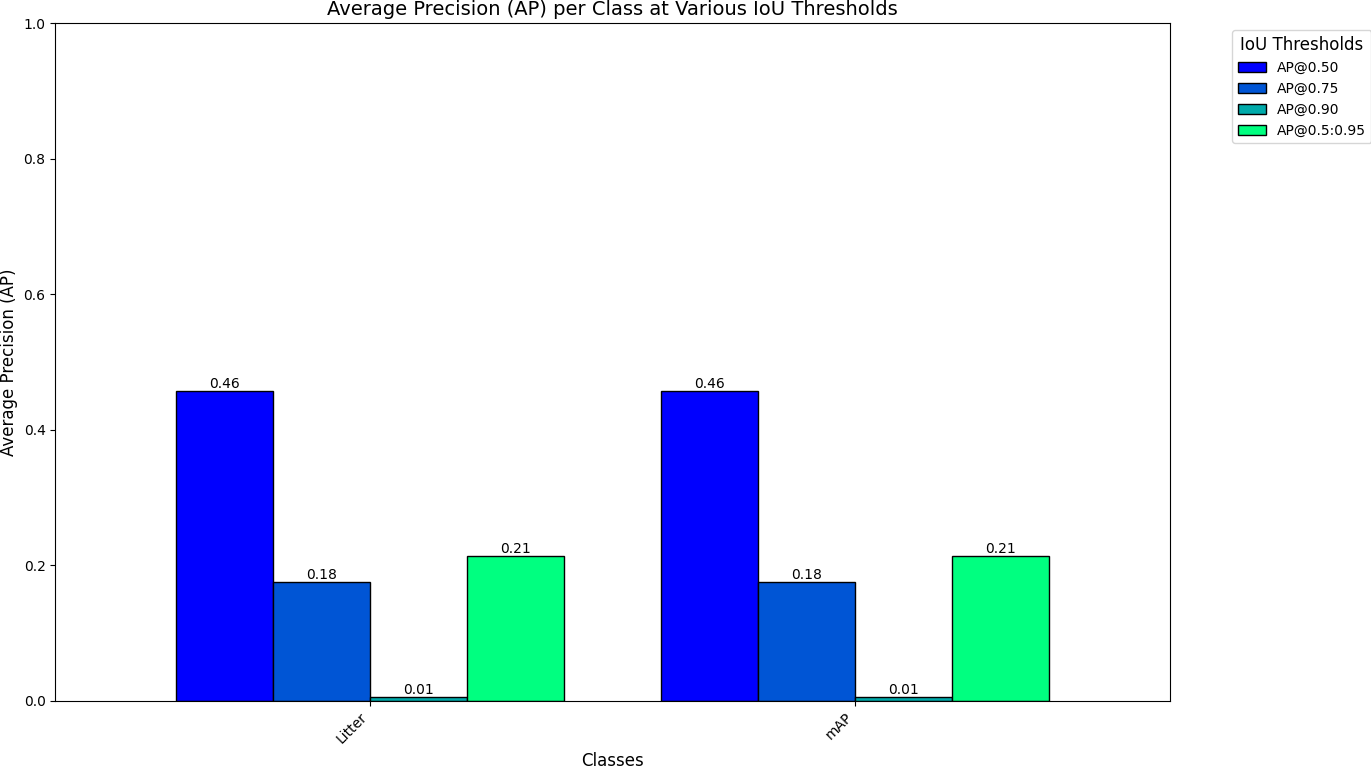 Average Precision (AP) per Class at Various IoU Thresholds
IoU Thresholds
AP@0.50
AP@0.75
AP@0.90
AP@0.5:0.95
Average Precision (AP)
1.0
0.8
0.6
0.4
0.2
0.0
0.46
0.18
0.01
0.21
0.46
0.18
0.01
0.21
Litter
mAP
Classes